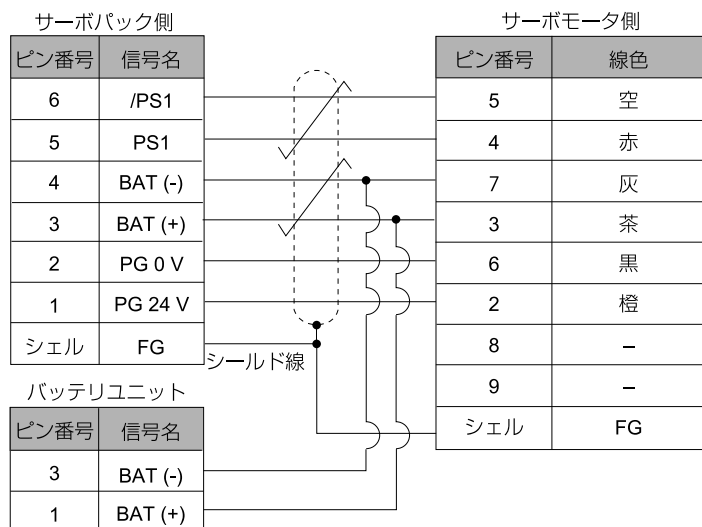 サーボパック側
ピン番号 信号名
6 /PS1
5 PS1
4 BAT (-)
3 BAT (+)
2 PG 0 V
1 PG 24 V
シェル FG
シールド線
サーボモータ側
ピン番号 線色
5 空
4 赤
7 灰
3 茶
6 黒
2 橙
8 –
9 –
シェル FG
バッテリユニット
ピン番号 信号名
3 BAT (-)
1 BAT (+)